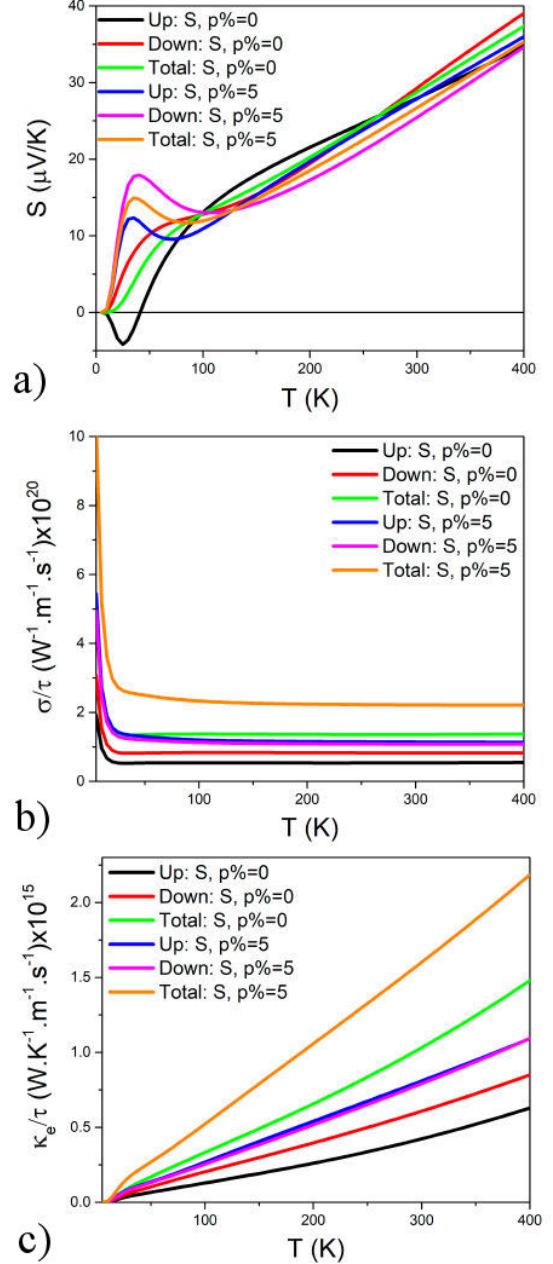 40
30
20
10
0
S (μV/K)
Up: S, p%=0
Down: S, p%=0
Total: S, p%=0
Up: S, p%=5
Down: S, p%=5
Total: S, p%=5
0 100 200 300 400
T (K)
a)
10
8
6
4
2
0
σ/τ (W⁻¹.m⁻¹.s⁻¹)x10²⁰
Up: S, p%=0
Down: S, p%=0
Total: S, p%=0
Up: S, p%=5
Down: S, p%=5
Total: S, p%=5
100 200 300 400
T (K)
b)
2.0
1.5
1.0
0.5
0.0
κₑ/τ (W.K⁻¹.m⁻¹.s⁻¹)x10¹⁵
Up: S, p%=0
Down: S, p%=0
Total: S, p%=0
Up: S, p%=5
Down: S, p%=5
Total: S, p%=5
100 200 300 400
T (K)
c)